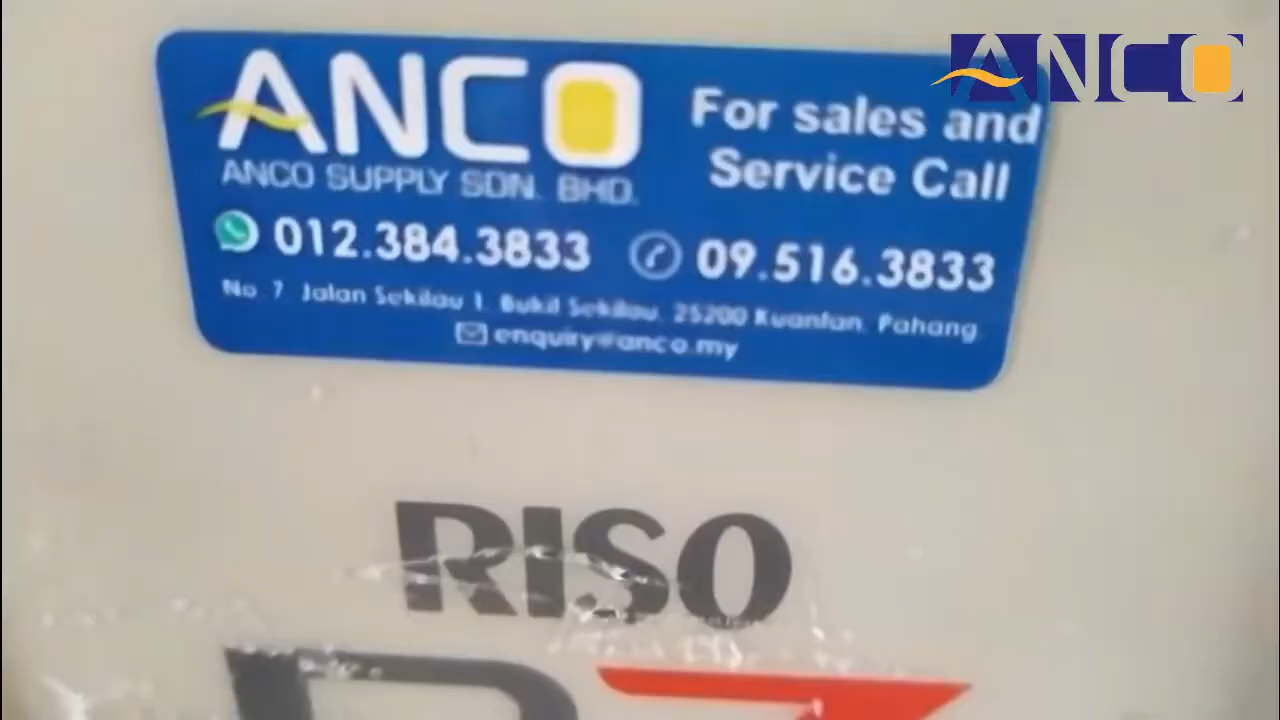 ANCO
ANCO
ANCO SUPPLY SDN. BHD.
For sales and
Service Call
012.384.3833
09.516.3833
No. 7, Jalan Sekilau 1, Bukit Sekilau, 25200 Kuantan, Pahang.
enquiry@anco.my
RISO